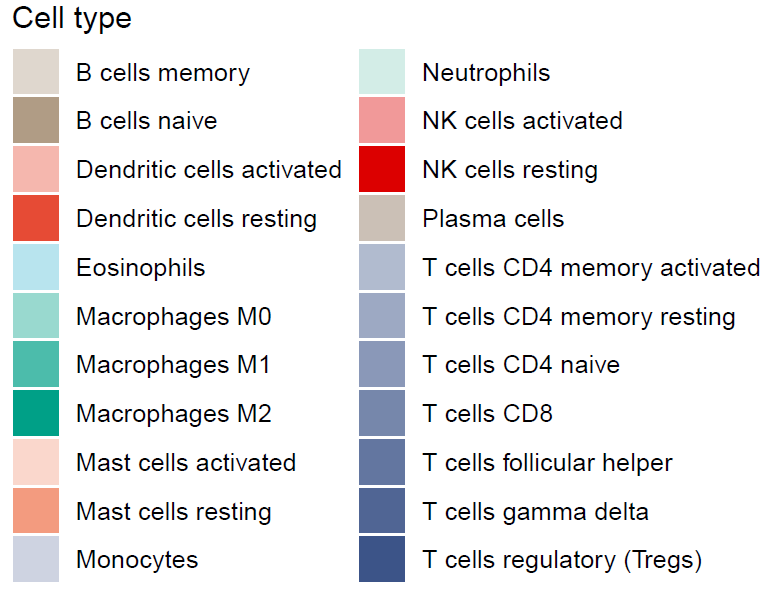 Cell type
B cells memory
B cells naive
Dendritic cells activated
Dendritic cells resting
Eosinophils
Macrophages M0
Macrophages M1
Macrophages M2
Mast cells activated
Mast cells resting
Monocytes
Neutrophils
NK cells activated
NK cells resting
Plasma cells
T cells CD4 memory activated
T cells CD4 memory resting
T cells CD4 naive
T cells CD8
T cells follicular helper
T cells gamma delta
T cells regulatory (Tregs)